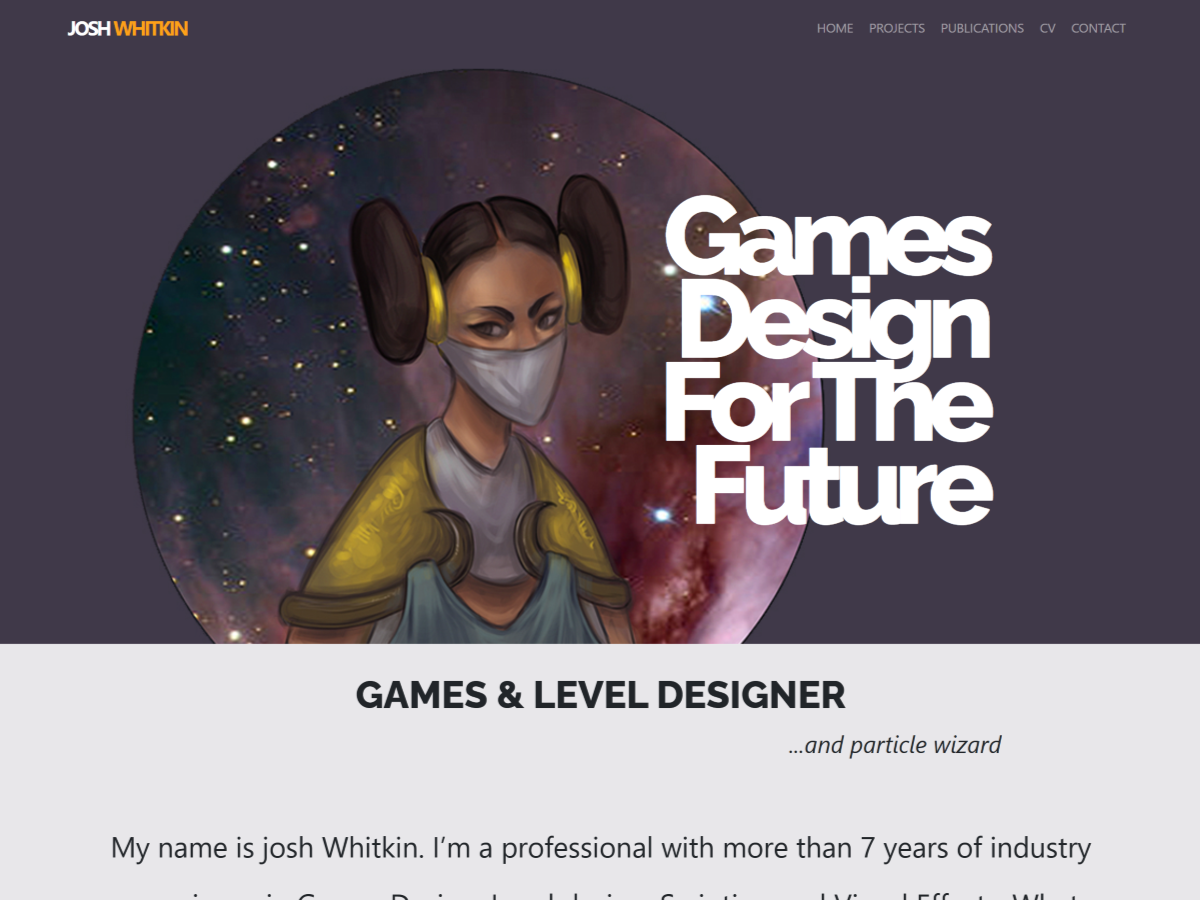 JOSH WHITKIN
HOME PROJECTS PUBLICATIONS CV CONTACT
Games
Design
For The
Future
GAMES & LEVEL DESIGNER
...and particle wizard
My name is josh Whitkin. I’m a professional with more than 7 years of industry